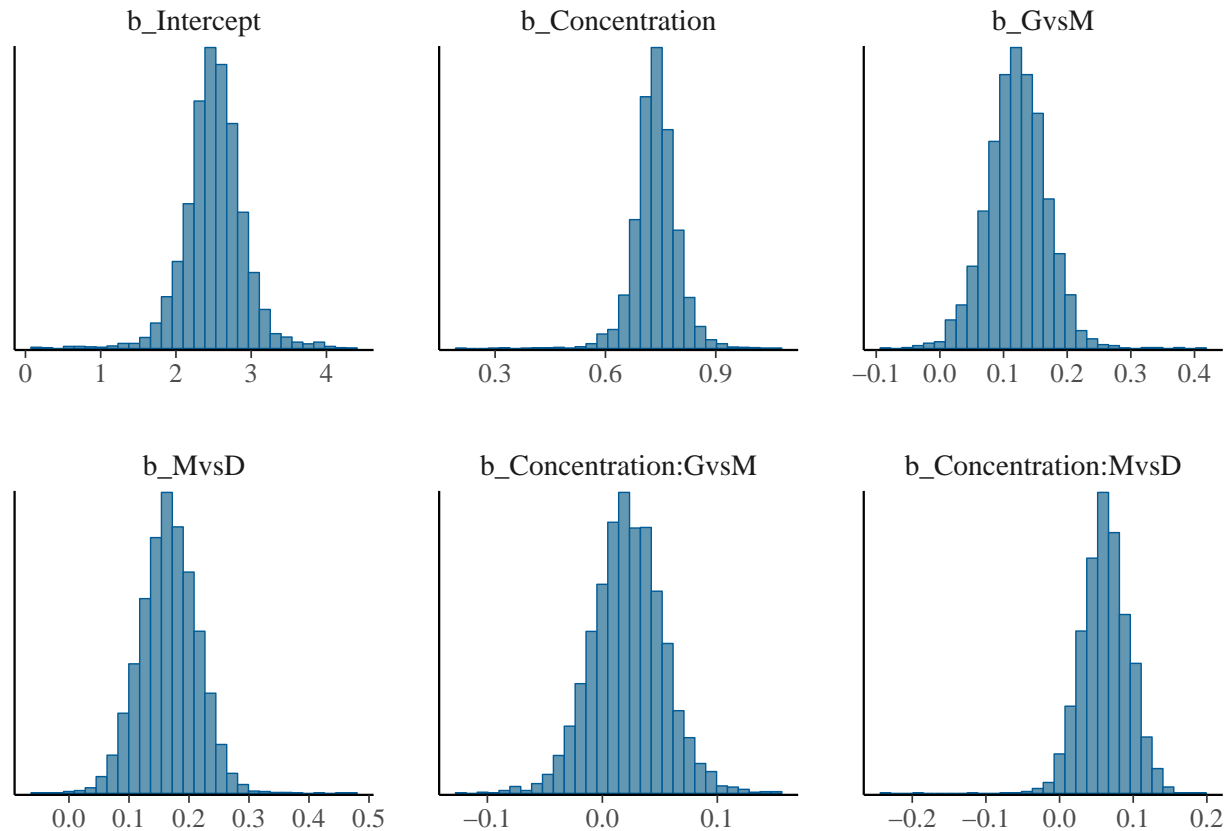 b_Intercept b_Concentration b_GvsM
0 1 2 3 4
0.3 0.6 0.9
−0.1 0.0 0.1 0.2 0.3 0.4
b_MvsD b_Concentration:GvsM b_Concentration:MvsD
0.0 0.1 0.2 0.3 0.4 0.5
−0.1 0.0 0.1
−0.2 −0.1 0.0 0.1 0.2